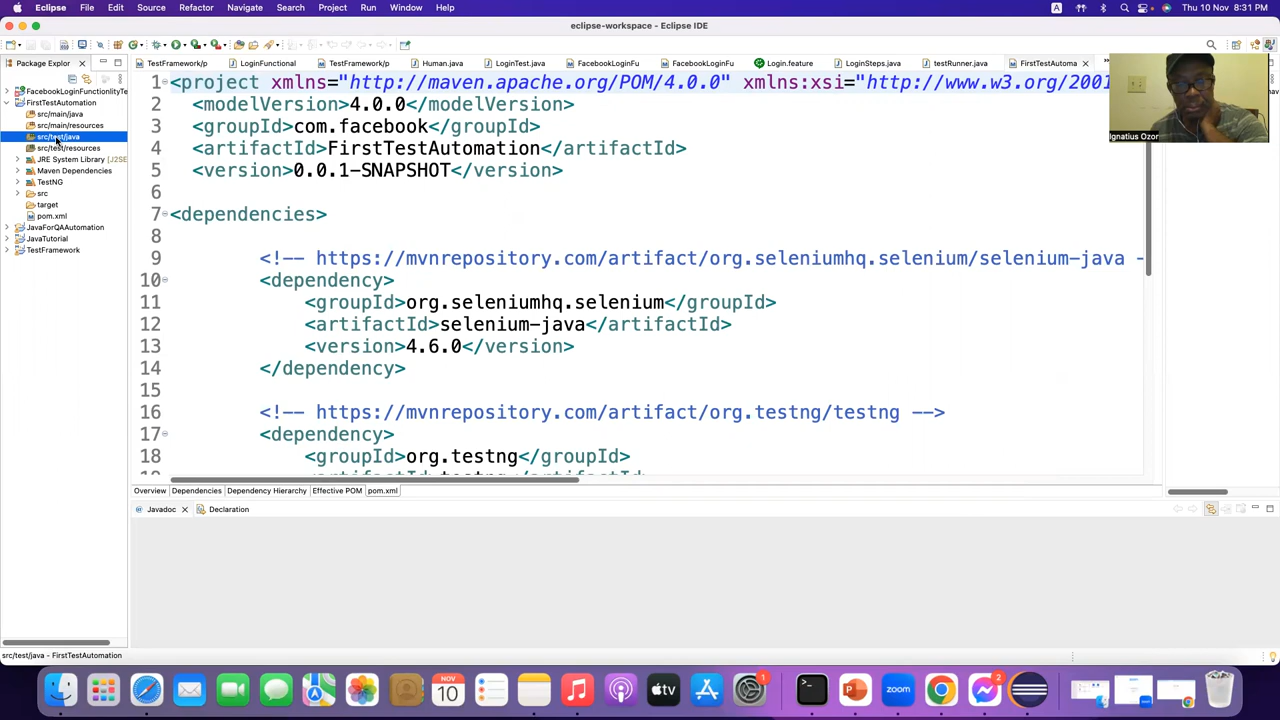 Eclipse File Edit Source Refactor Navigate Search Project Run Window Help A Thu 10 Nov 8:31 PM
eclipse-workspace - Eclipse IDE
Package Explor
TestFramework/p LoginFunctional TestFramework/p Human.java LoginTest.java FacebookLoginFu FacebookLoginFu Login.feature LoginSteps.java testRunner.java FirstTestAutoma
FacebookLoginFunctionlityTe
FirstTestAutomation
src/main/java
src/main/resources
src/test/java
src/test/resources
JRE System Library [J2SE
Maven Dependencies
TestNG
src
target
pom.xml
JavaForQAAutomation
JavaTutorial
TestFramework
1 <project xmlns="http://maven.apache.org/POM/4.0.0" xmlns:xsi="http://www.w3.org/2001
2 <modelVersion>4.0.0</modelVersion>
3 <groupId>com.facebook</groupId>
4 <artifactId>FirstTestAutomation</artifactId>
5 <version>0.0.1-SNAPSHOT</version>
6
7 <dependencies>
8
9 <!-- https://mvnrepository.com/artifact/org.seleniumhq.selenium/selenium-java -
10 <dependency>
11 <groupId>org.seleniumhq.selenium</groupId>
12 <artifactId>selenium-java</artifactId>
13 <version>4.6.0</version>
14 </dependency>
15
16 <!-- https://mvnrepository.com/artifact/org.testng/testng -->
17 <dependency>
18 <groupId>org.testng</groupId>
Ignatius Ozor
Overview Dependencies Dependency Hierarchy Effective POM pom.xml
Javadoc Declaration
src/test/java - FirstTestAutomation
NOV
10
tv
1
zoom
2